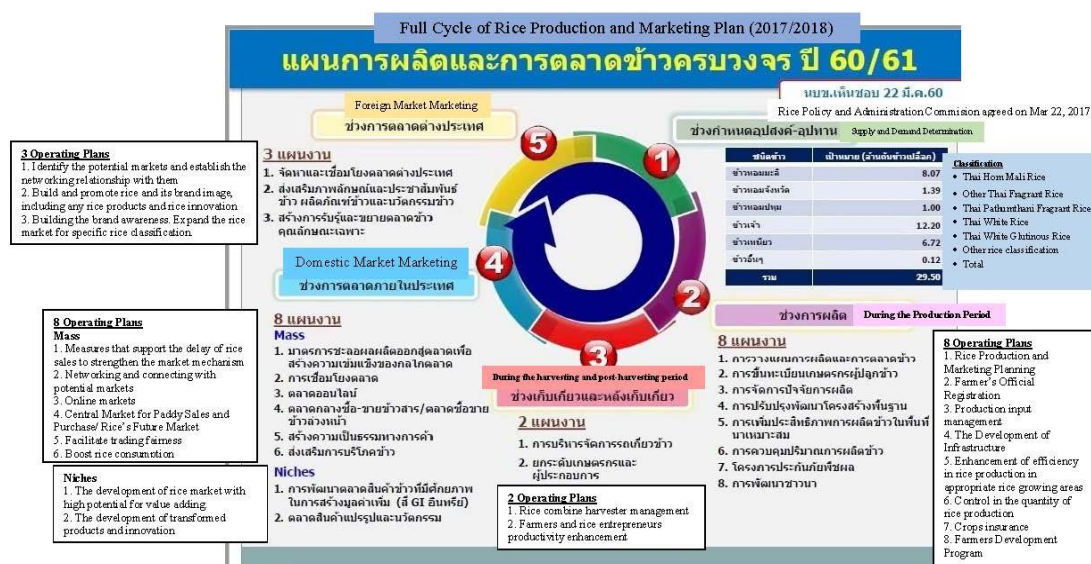 Full Cycle of Rice Production and Marketing Plan (2017/2018)
แผนการผลิตและการตลาดข้าวครบวงจร ปี 60/61
นบข.เห็นชอบ 22 มี.ค.60
Rice Policy and Administration Commision agreed on Mar 22, 2017
Foreign Market Marketing
ช่วงการตลาดต่างประเทศ
5
1
ช่วงกำหนดอุปสงค์-อุปทาน
Supply and Demand Determination
3 Operating Plans
1. Identify the potential markets and establish the
networking relationship with them
2. Build and promote rice and its brand image,
including any rice products and rice innovation
3. Building the brand awareness. Expand the rice
market for specific rice classification.
3 แผนงาน
1. จัดหาและเชื่อมโยงตลาดต่างประเทศ
2. ส่งเสริมภาพลักษณ์และประชาสัมพันธ์
ข้าว ผลิตภัณฑ์ข้าวและนวัตกรรมข้าว
3. สร้างการรับรู้และขยายตลาดข้าว
คุณลักษณะเฉพาะ
ชนิดข้าว เป้าหมาย (ล้านตันข้าวเปลือก)
ข้าวหอมมะลิ 8.07
ข้าวหอมจังหวัด 1.39
ข้าวหอมปทุม 1.00
ข้าวเจ้า 12.20
ข้าวเหนียว 6.72
ข้าวอื่นๆ 0.12
รวม 29.50
Classification
• Thai Hom Mali Rice
• Other Thai Fragrant Rice
• Thai Pathumthani Fragrant Rice
• Thai White Rice
• Thai White Glutinous Rice
• Other rice classification
• Total
Domestic Market Marketing
4
ช่วงการตลาดภายในประเทศ
2
ช่วงการผลิต
During the Production Period
8 Operating Plans
Mass
1. Measures that support the delay of rice
sales to strengthen the market mechanism
2. Networking and connecting with
potential markets
3. Online markets
4. Central Market for Paddy Sales and
Purchase/ Rice's Future Market
5. Facilitate trading fairness
6. Boost rice consumption
Niches
1. The development of rice market with
high potential for value adding.
2. The development of transformed
products and innovation
8 แผนงาน
Mass
1. มาตรการชะลอผลผลิตออกสู่ตลาดเพื่อ
สร้างความเข้มแข็งของกลไกตลาด
2. การเชื่อมโยงตลาด
3. ตลาดออนไลน์
4. ตลาดกลางซื้อ-ขายข้าวสาร/ตลาดซื้อขาย
ข้าวล่วงหน้า
5. สร้างความเป็นธรรมทางการค้า
6. ส่งเสริมการบริโภคข้าว
Niches
1. การพัฒนาตลาดสินค้าข้าวที่มีศักยภาพ
ในการสร้างมูลค่าเพิ่ม (สี GI อินทรีย์)
2. ตลาดสินค้าแปรรูปและนวัตกรรม
3
During the harvesting and post-harvesting period
ช่วงเก็บเกี่ยวและหลังเก็บเกี่ยว
2 แผนงาน
1. การบริหารจัดการรถเกี่ยวข้าว
2. ยกระดับเกษตรกรและ
ผู้ประกอบการ
2 Operating Plans
1. Rice combine harvester management
2. Farmers and rice entrepreneurs
productivity enhancement
8 แผนงาน
1. การวางแผนการผลิตและการตลาดข้าว
2. การขึ้นทะเบียนเกษตรกรผู้ปลูกข้าว
3. การจัดการปัจจัยการผลิต
4. การปรับปรุงพัฒนาโครงสร้างพื้นฐาน
5. การเพิ่มประสิทธิภาพการผลิตข้าวในพื้นที่
นาเหมาะสม
6. การควบคุมปริมาณการผลิตข้าว
7. โครงการประกันภัยพืชผล
8. การพัฒนาชาวนา
8 Operating Plans
1. Rice Production and
Marketing Planning
2. Farmer's Official
Registration
3. Production input
management
4. The Development of
Infrastructure
5. Enhancement of efficiency
in rice production in
appropriate rice growing areas
6. Control in the quantity of
rice production
7. Crops insurance
8. Farmers Development
Program